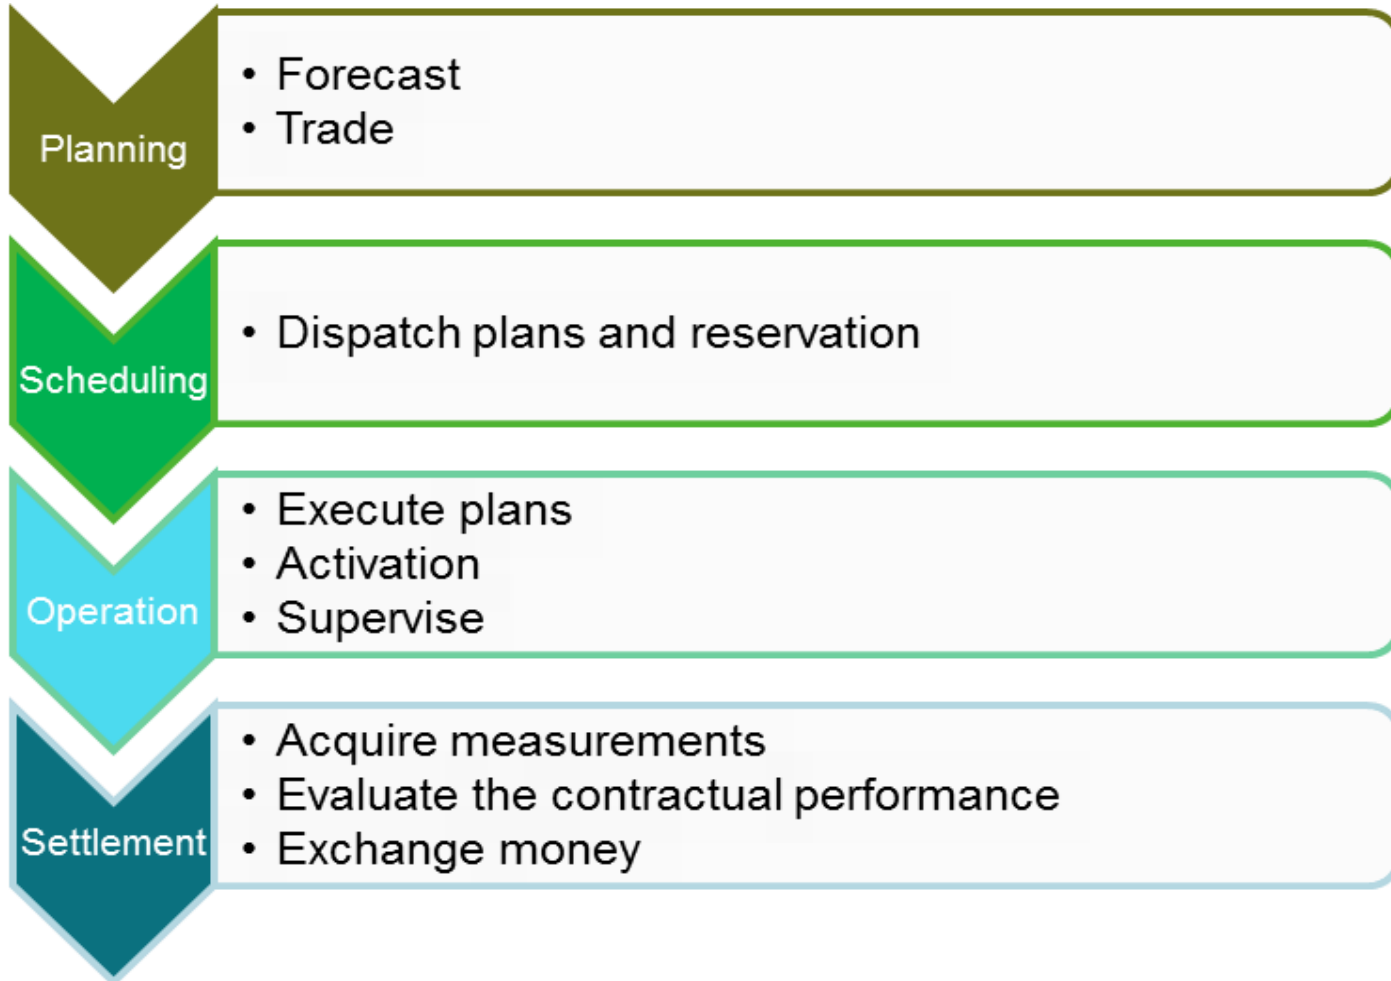 Planning
• Forecast
• Trade
Scheduling
• Dispatch plans and reservation
Operation
• Execute plans
• Activation
• Supervise
Settlement
• Acquire measurements
• Evaluate the contractual performance
• Exchange money